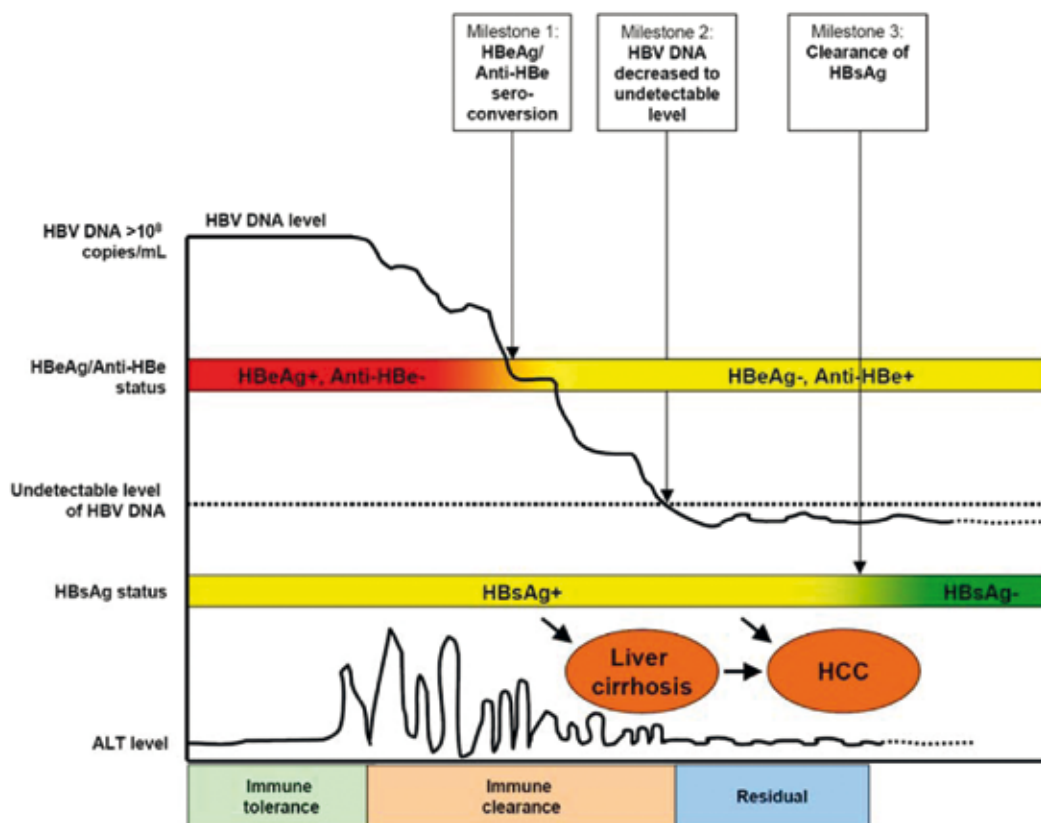 Milestone 1:
HBeAg/
Anti-HBe
sero-
conversion
Milestone 2:
HBV DNA
decreased to
undetectable
level
Milestone 3:
Clearance of
HBsAg
HBV DNA >10⁸
copies/mL
HBV DNA level
HBeAg/Anti-HBe
status
HBeAg+, Anti-HBe-
HBeAg-, Anti-HBe+
Undetectable level
of HBV DNA
HBsAg status
HBsAg+
HBsAg-
Liver
cirrhosis
HCC
ALT level
Immune
tolerance
Immune
clearance
Residual